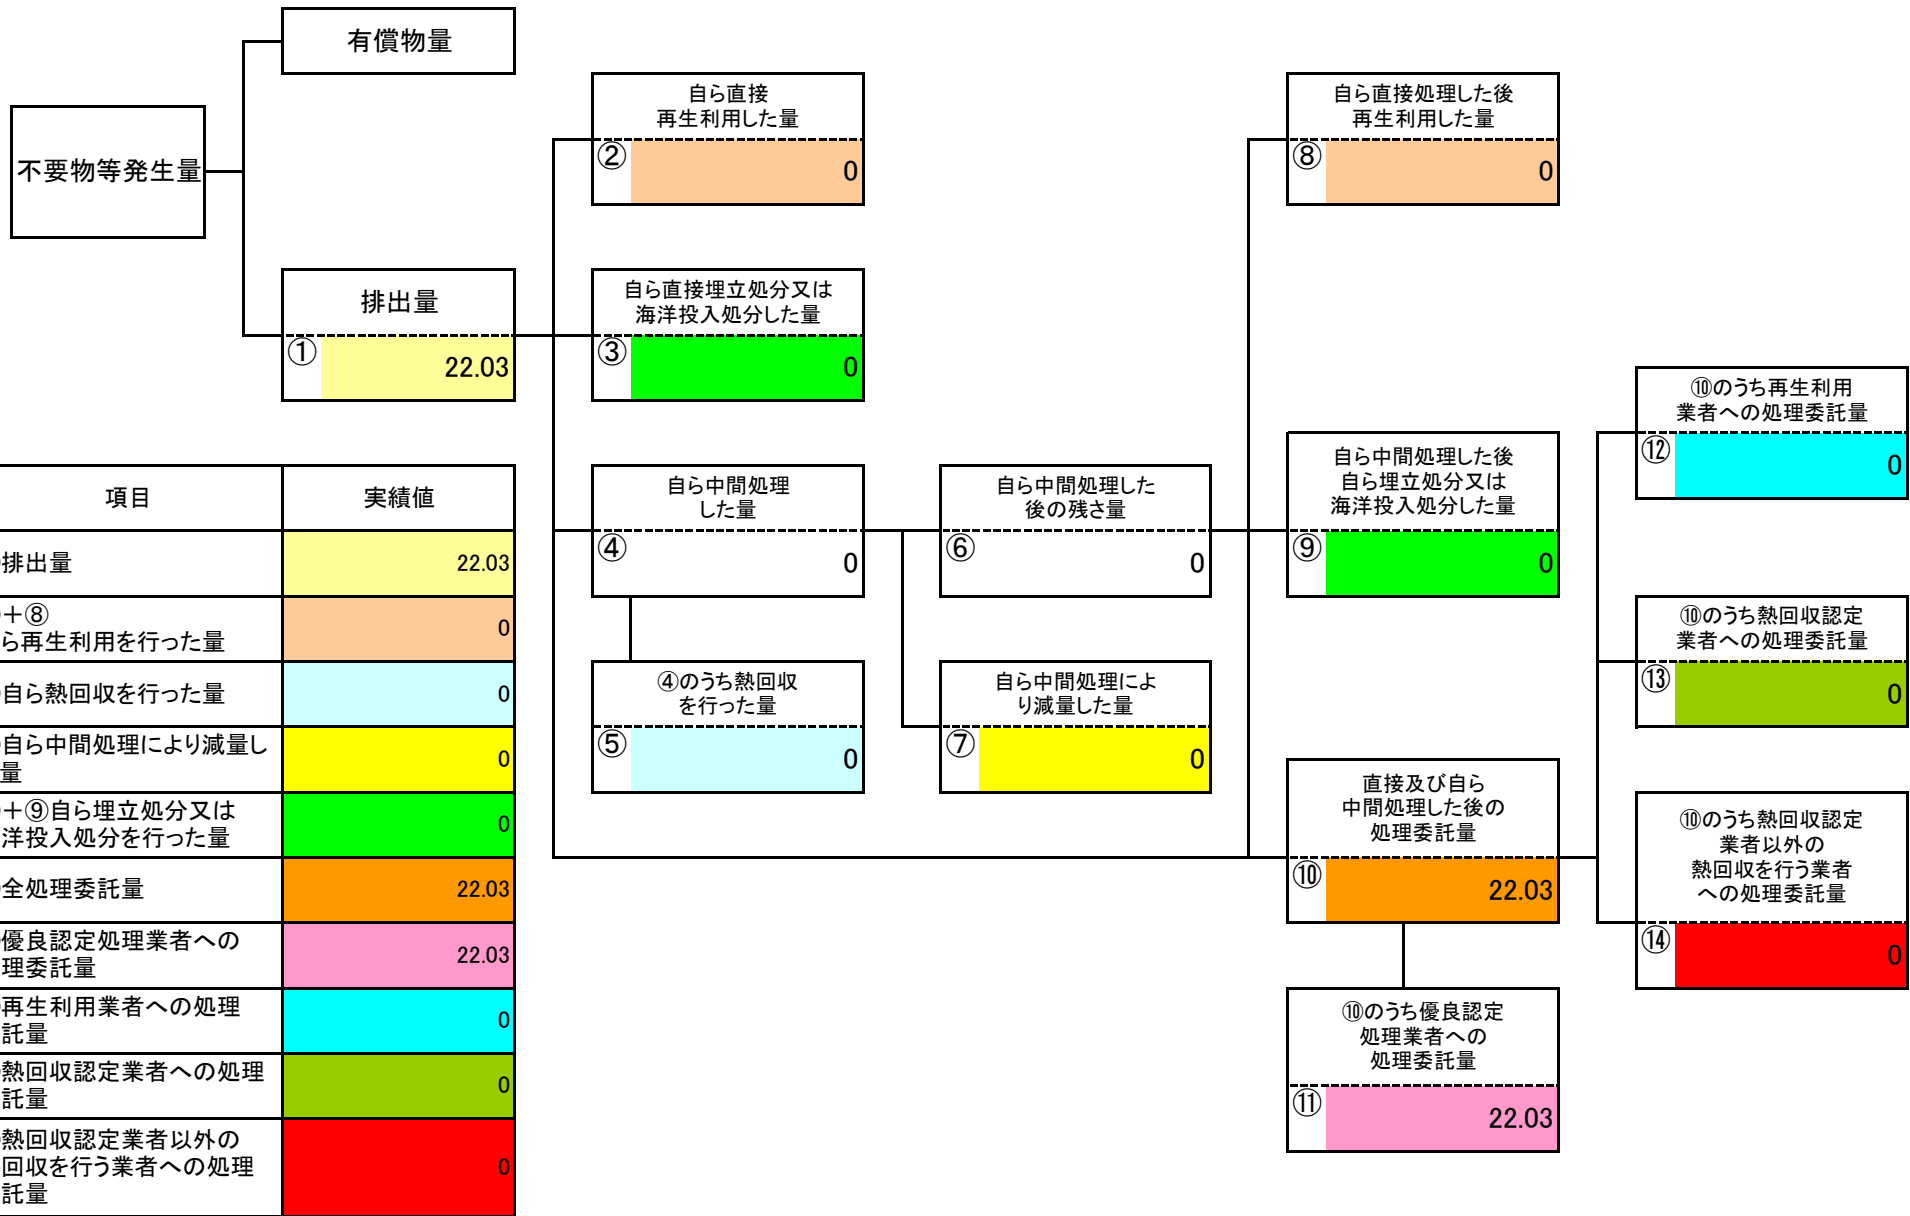 有償物量
不要物等発生量
排出量
①
22.03
自ら直接
再生利用した量
②
0
自ら直接埋立処分又は
海洋投入処分した量
③
0
自ら中間処理
した量
④
0
④のうち熱回収
を行った量
⑤
0
自ら中間処理した
後の残さ量
⑥
0
自ら中間処理によ
り減量した量
⑦
0
自ら直接処理した後
再生利用した量
⑧
0
自ら中間処理した後
自ら埋立処分又は
海洋投入処分した量
⑨
0
直接及び自ら
中間処理した後の
処理委託量
⑩
22.03
⑩のうち優良認定
処理業者への
処理委託量
⑪
22.03
⑩のうち再生利用
業者への処理委託量
⑫
0
⑩のうち熱回収認定
業者への処理委託量
⑬
0
⑩のうち熱回収認定
業者以外の
熱回収を行う業者
への処理委託量
⑭
0
項目
実績値
排出量
22.03
+⑧
ら再生利用を行った量
0
自ら熱回収を行った量
0
自ら中間処理により減量し
量
0
+⑨自ら埋立処分又は
洋投入処分を行った量
0
全処理委託量
22.03
優良認定処理業者への
理委託量
22.03
再生利用業者への処理
託量
0
熱回収認定業者への処理
託量
0
熱回収認定業者以外の
回収を行う業者への処理
託量
0